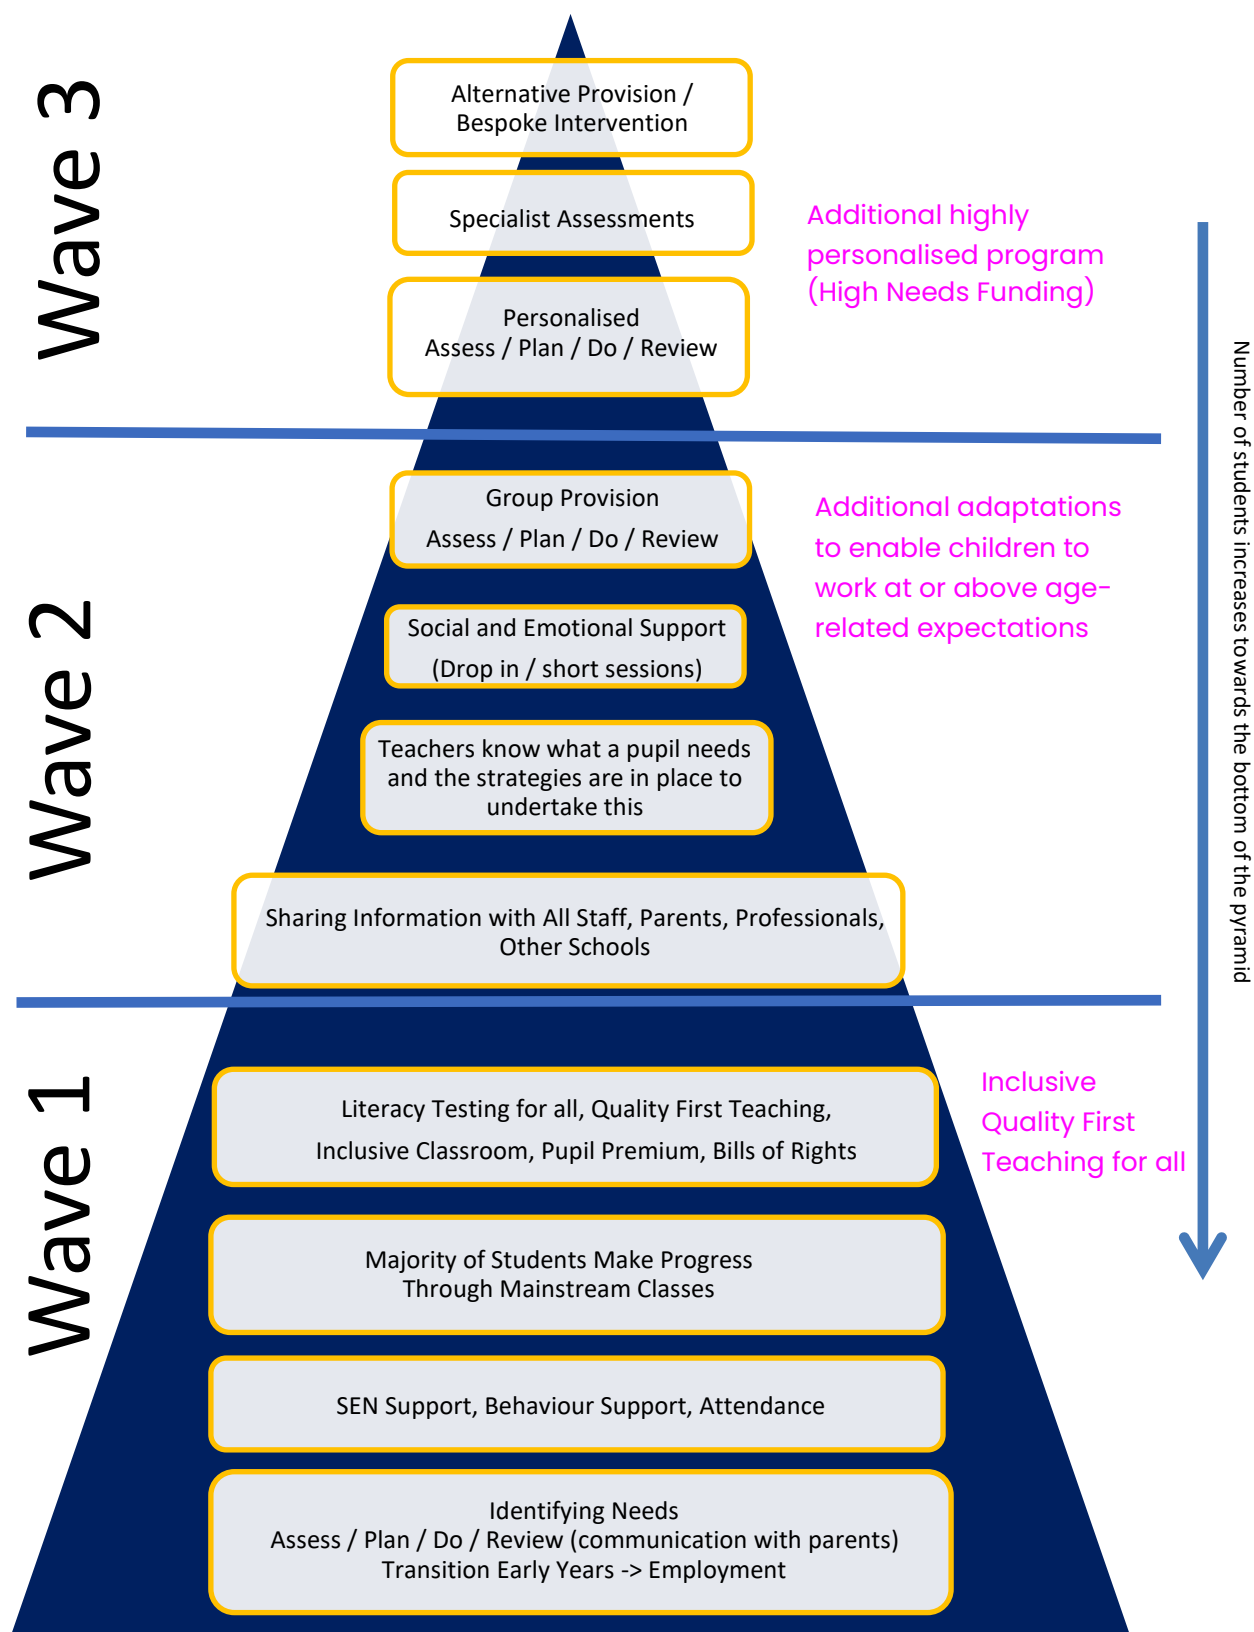 Wave 3
Alternative Provision /
Bespoke Intervention
Specialist Assessments
Personalised
Assess / Plan / Do / Review
Additional highly
personalised program
(High Needs Funding)
Number of students increases towards the bottom of the pyramid
Wave 2
Group Provision
Assess / Plan / Do / Review
Social and Emotional Support
(Drop in / short sessions)
Teachers know what a pupil needs
and the strategies are in place to
undertake this
Sharing Information with All Staff, Parents, Professionals,
Other Schools
Additional adaptations
to enable children to
work at or above age-
related expectations
Wave 1
Literacy Testing for all, Quality First Teaching,
Inclusive Classroom, Pupil Premium, Bills of Rights
Majority of Students Make Progress
Through Mainstream Classes
SEN Support, Behaviour Support, Attendance
Identifying Needs
Assess / Plan / Do / Review (communication with parents)
Transition Early Years -> Employment
Inclusive
Quality First
Teaching for all